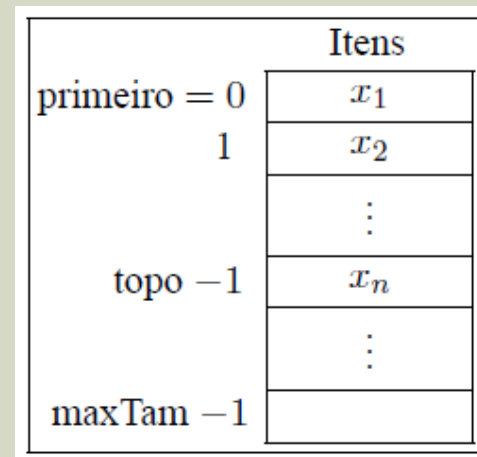 Itens
primeiro = 0 x₁
1 x₂
⋮
topo −1 xₙ
⋮
maxTam −1